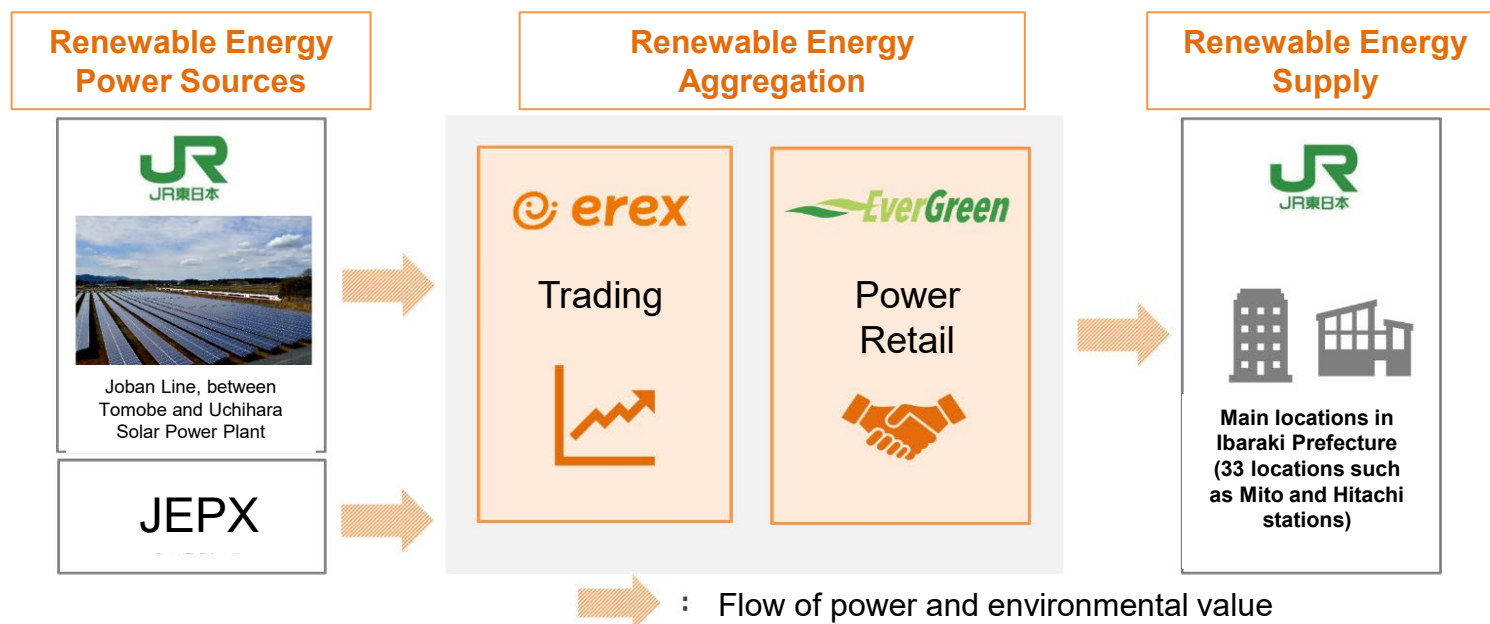 Renewable Energy
Power Sources
Renewable Energy
Aggregation
Renewable Energy
Supply
JR
JR東日本
Joban Line, between
Tomobe and Uchihara
Solar Power Plant
JEPX
erex
Trading
EverGreen
Power
Retail
JR
JR東日本
Main locations in
Ibaraki Prefecture
(33 locations such
as Mito and Hitachi
stations)
: Flow of power and environmental value